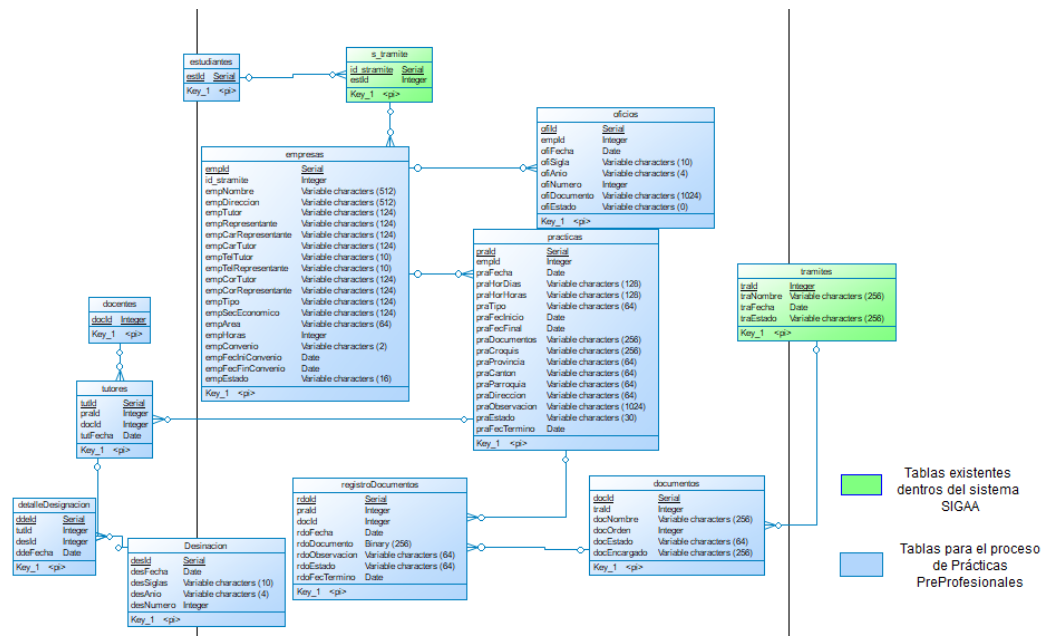 estudiantes
estId Serial
Key_1 <pi>
s_tramite
id_stramite Serial
estId Integer
Key_1 <pi>
oficios
ofiId Serial
empId Integer
ofiFecha Date
ofiSigla Variable characters (10)
ofiAnio Variable characters (4)
ofiNumero Integer
ofiDocumento Variable characters (1024)
ofiEstado Variable characters (0)
Key_1 <pi>
empresas
empId Serial
id_stramite Integer
empNombre Variable characters (512)
empDireccion Variable characters (512)
empTutor Variable characters (124)
empRepresentante Variable characters (124)
empCarRepresentante Variable characters (124)
empCarTutor Variable characters (124)
empTelTutor Variable characters (10)
empTelRepresentante Variable characters (10)
empCorTutor Variable characters (124)
empCorRepresentante Variable characters (124)
empTipo Variable characters (124)
empSecEconomico Variable characters (124)
empArea Variable characters (64)
empHoras Integer
empConvenio Variable characters (2)
empFecIniConvenio Date
empFecFinConvenio Date
empEstado Variable characters (16)
Key_1 <pi>
practicas
praId Serial
empId Integer
praFecha Date
praHorDias Variable characters (128)
praHorHoras Variable characters (128)
praTipo Variable characters (64)
praFecInicio Date
praFecFinal Date
praDocumentos Variable characters (256)
praCroquis Variable characters (256)
praProvincia Variable characters (64)
praCanton Variable characters (64)
praParroquia Variable characters (64)
praDireccion Variable characters (64)
praObservacion Variable characters (1024)
praEstado Variable characters (30)
praFecTermino Date
Key_1 <pi>
tramites
traId Integer
traNombre Variable characters (256)
traFecha Date
traEstado Variable characters (256)
Key_1 <pi>
docentes
docId Integer
Key_1 <pi>
tutores
tutId Serial
praId Integer
docId Integer
tutFecha Date
Key_1 <pi>
detalleDesignacion
ddeId Serial
tutId Integer
desId Integer
ddeFecha Date
Key_1 <pi>
Desinacion
desId Serial
desFecha Date
desSiglas Variable characters (10)
desAnio Variable characters (4)
desNumero Integer
Key_1 <pi>
registroDocumentos
rdoId Serial
praId Integer
docId Integer
rdoFecha Date
rdoDocumento Binary (256)
rdoObservacion Variable characters (64)
rdoEstado Variable characters (64)
rdoFecTermino Date
Key_1 <pi>
documentos
docId Serial
traId Integer
docNombre Variable characters (256)
docOrden Integer
docEstado Variable characters (64)
docEncargado Variable characters (256)
Key_1 <pi>
Tablas existentes
dentros del sistema
SIGAA
Tablas para el proceso
de Prácticas
PreProfesionales